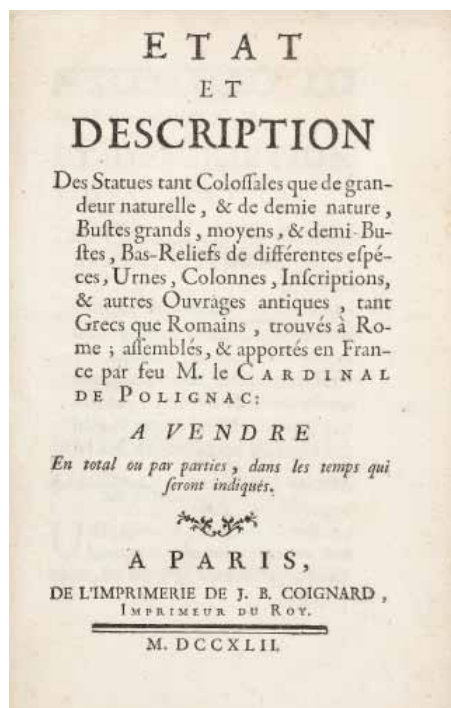 ETAT
ET
DESCRIPTION
Des Statues tant Coloſſales que de gran-
deur naturelle, & de demie nature,
Buſtes grands, moyens, & demi-Bu-
ſtes, Bas-Reliefs de différentes eſpé-
ces, Urnes, Colonnes, Inſcriptions,
& autres Ouvrages antiques, tant
Grecs que Romains, trouvés à Ro-
me; aſſemblés, & apportés en Fran-
ce par feu M. le CARDINAL
DE POLIGNAC:
A VENDRE
En total ou par parties, dans les temps qui
ſeront indiqués.
A PARIS,
DE L'IMPRIMERIE DE J. B. COIGNARD,
IMPRIMEUR DU ROY.
M. DCCXLII.